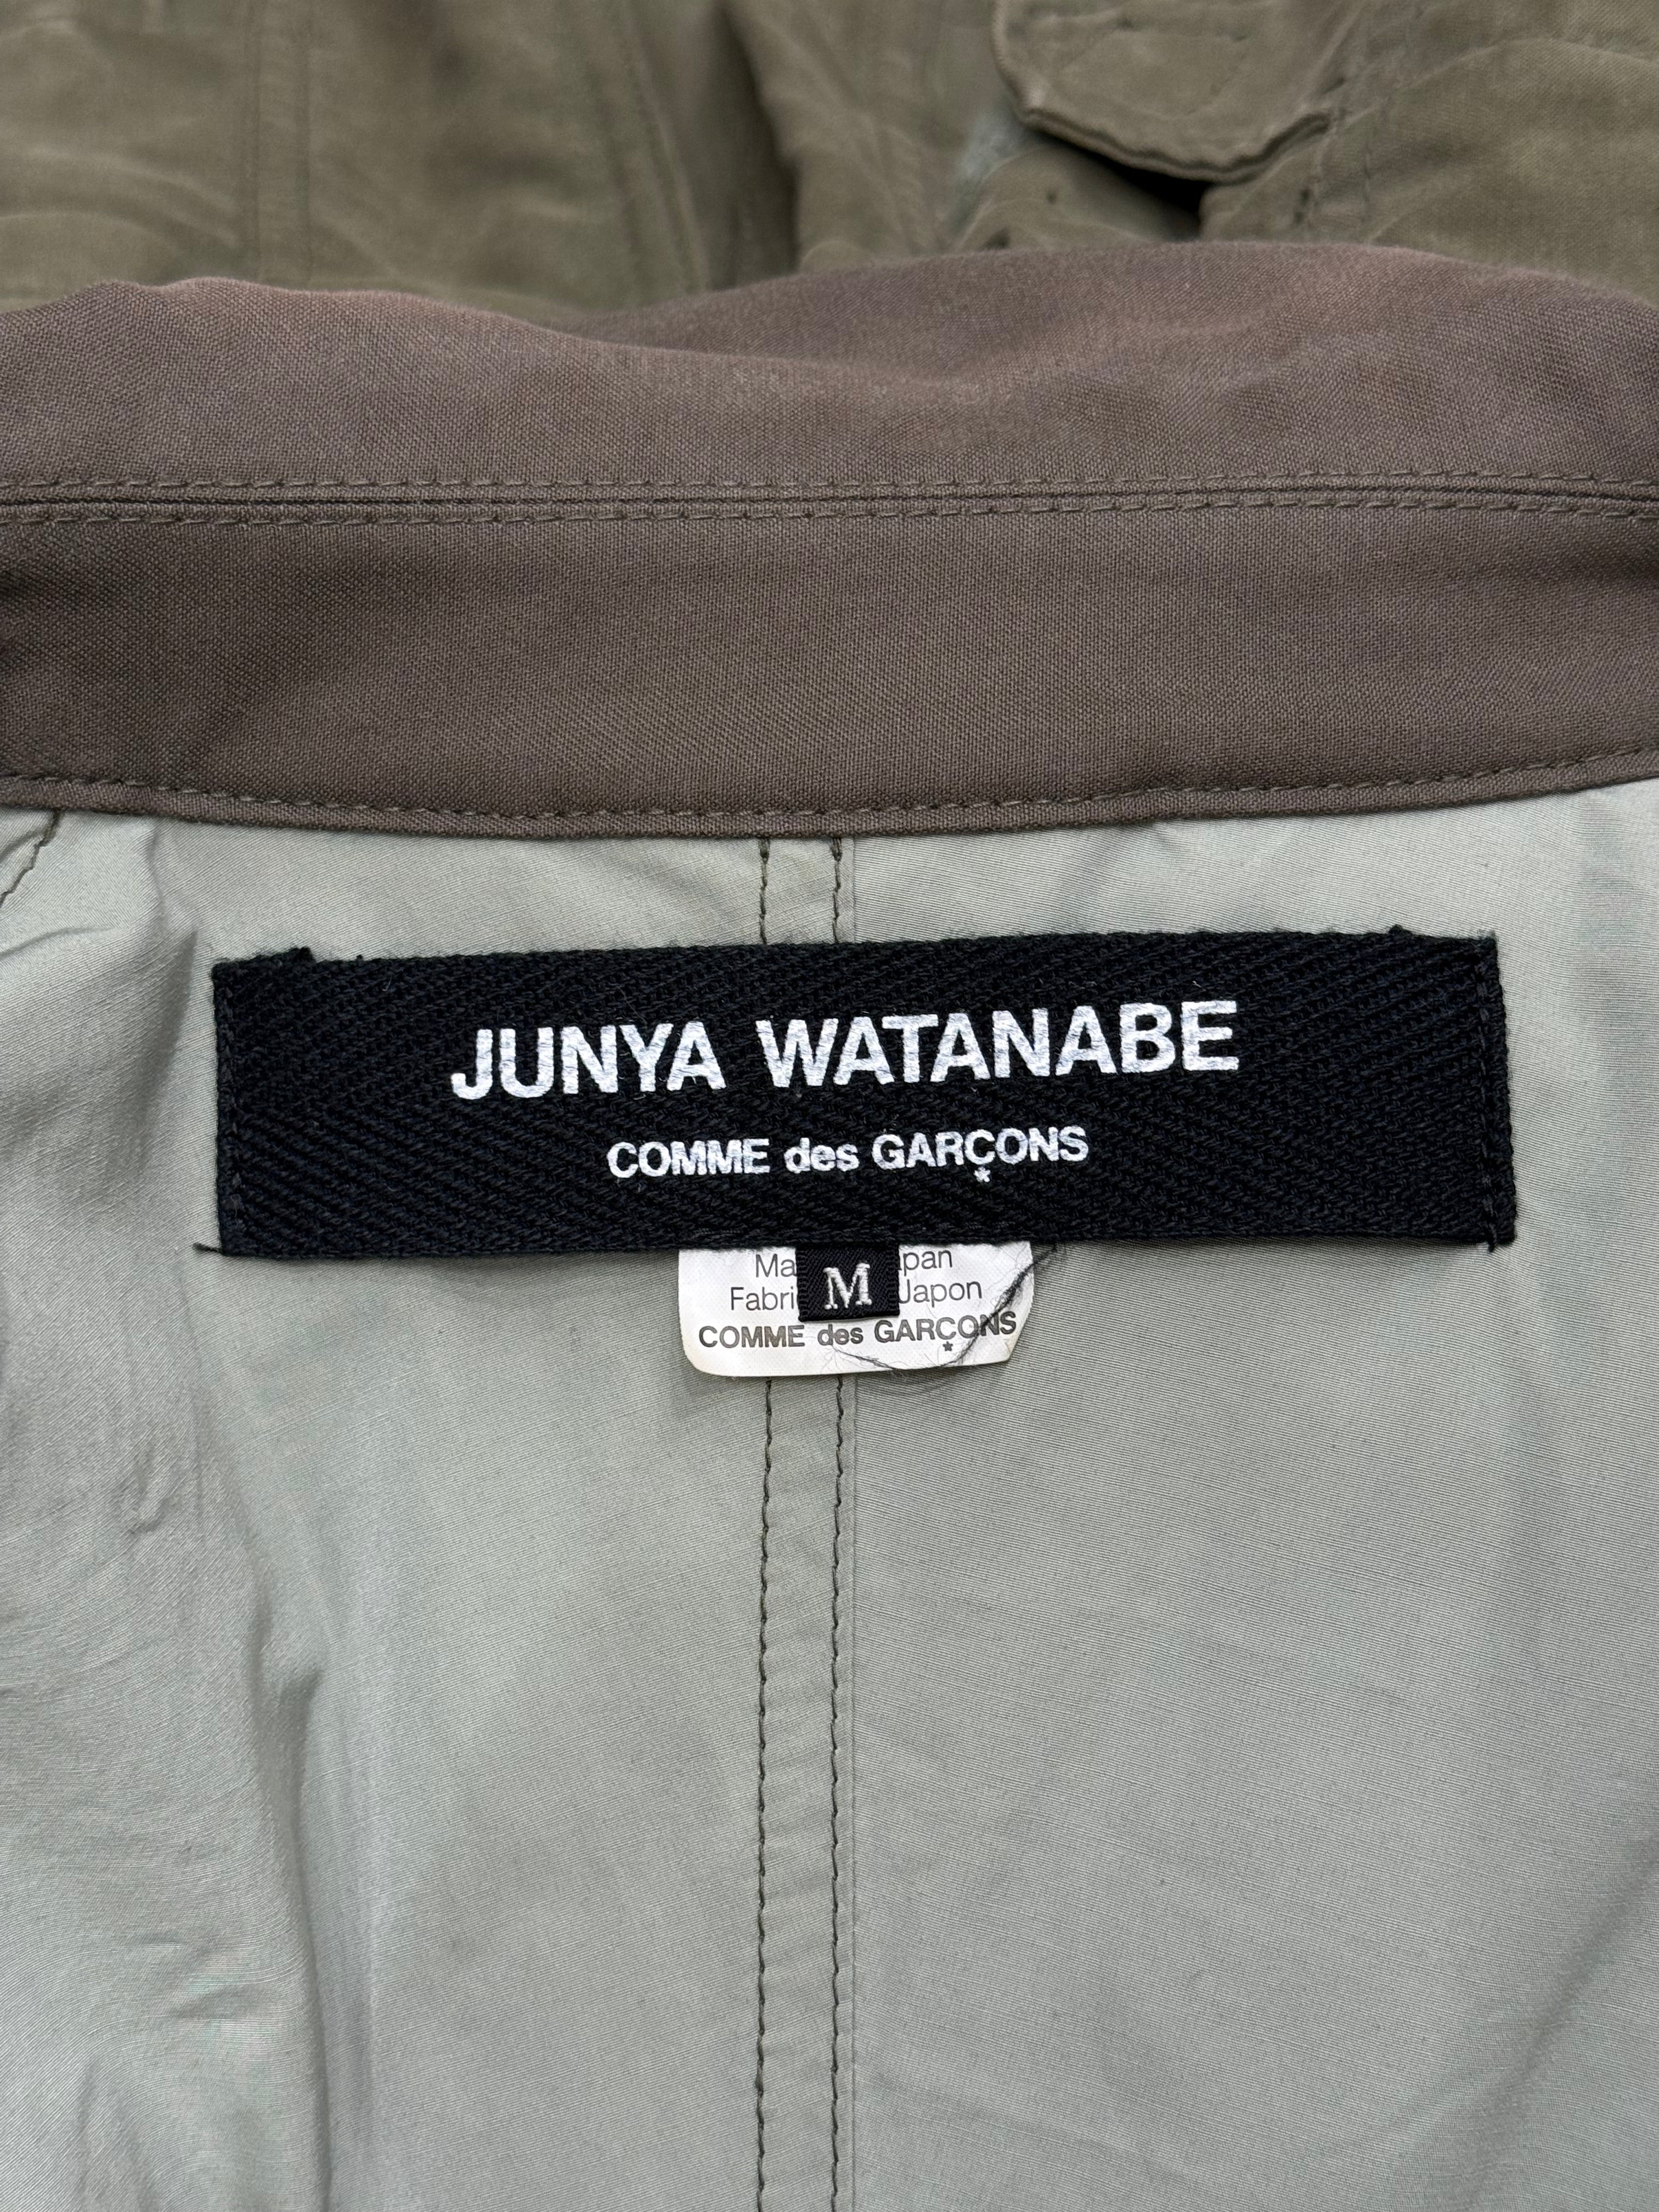 JUNYA WATANABE
COMME des GARÇONS
M
COMME des GARÇONS